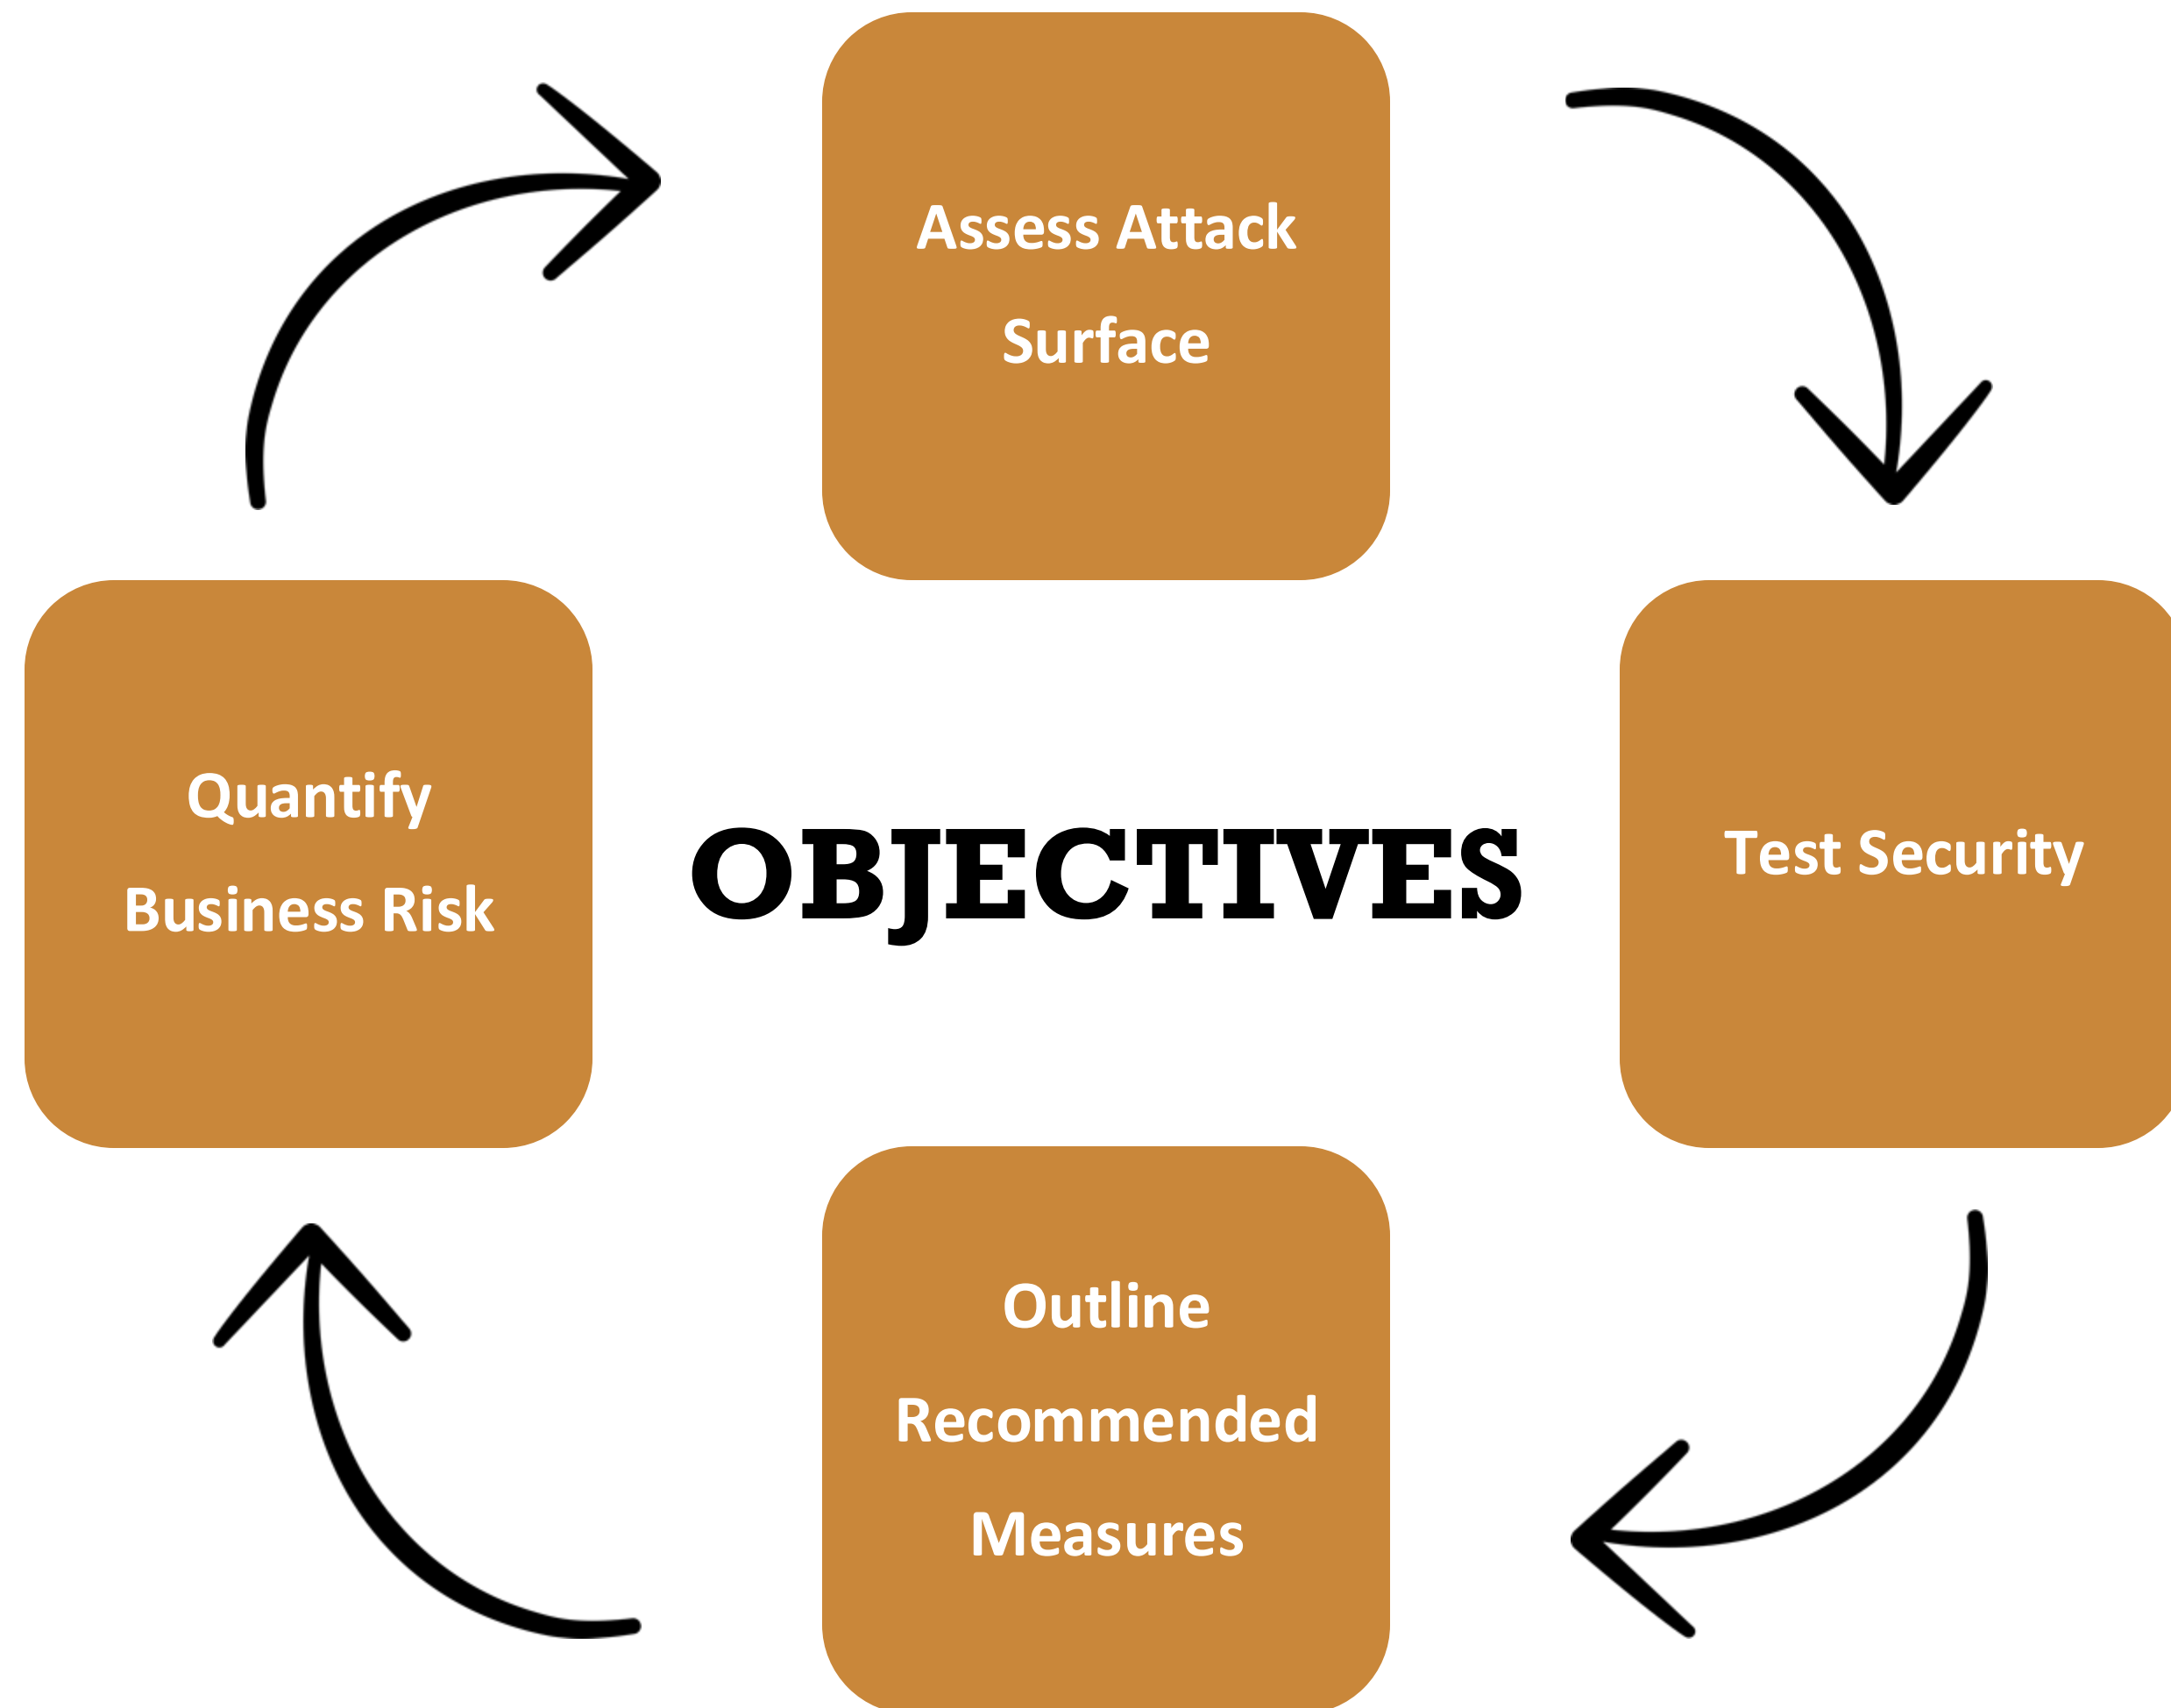 Assess Attack
Surface
Quantify
Business Risk
OBJECTIVES
Test Security
Outline
Recommended
Measures